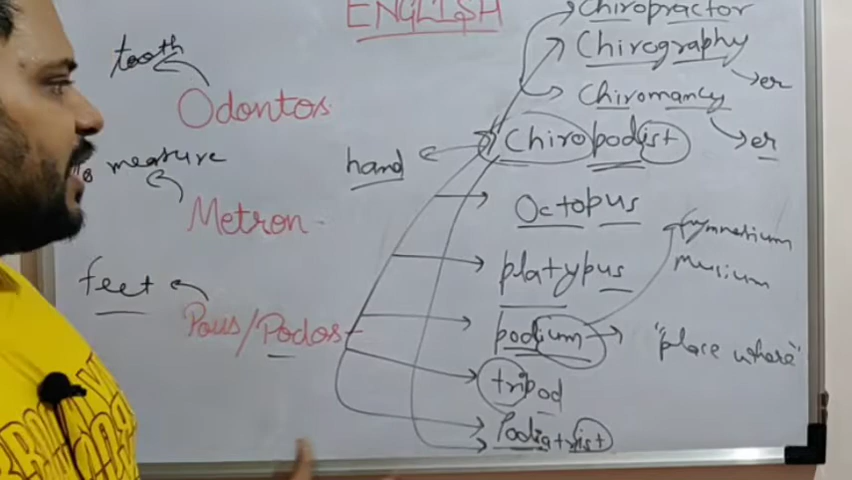 ENGLISH
tooth
Odontos
measure
Metron
feet
Pous/Podos
hand
Chiropractor
Chirography
er
Chiromancy
er
Chiropodist
Octopus
platypus
podium
"place where"
Gymnasium
Musium
tripod
Podiatrist